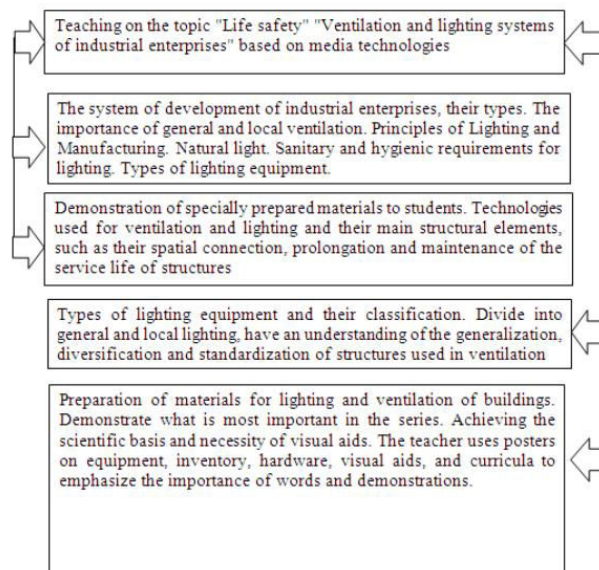 Teaching on the topic "Life safety" "Ventilation and lighting systems
of industrial enterprises" based on media technologies
The system of development of industrial enterprises, their types. The
importance of general and local ventilation. Principles of Lighting and
Manufacturing. Natural light. Sanitary and hygienic requirements for
lighting. Types of lighting equipment.
Demonstration of specially prepared materials to students. Technologies
used for ventilation and lighting and their main structural elements,
such as their spatial connection, prolongation and maintenance of the
service life of structures
Types of lighting equipment and their classification. Divide into
general and local lighting, have an understanding of the generalization,
diversification and standardization of structures used in ventilation
Preparation of materials for lighting and ventilation of buildings.
Demonstrate what is most important in the series. Achieving the
scientific basis and necessity of visual aids. The teacher uses posters
on equipment, inventory, hardware, visual aids, and curricula to
emphasize the importance of words and demonstrations.